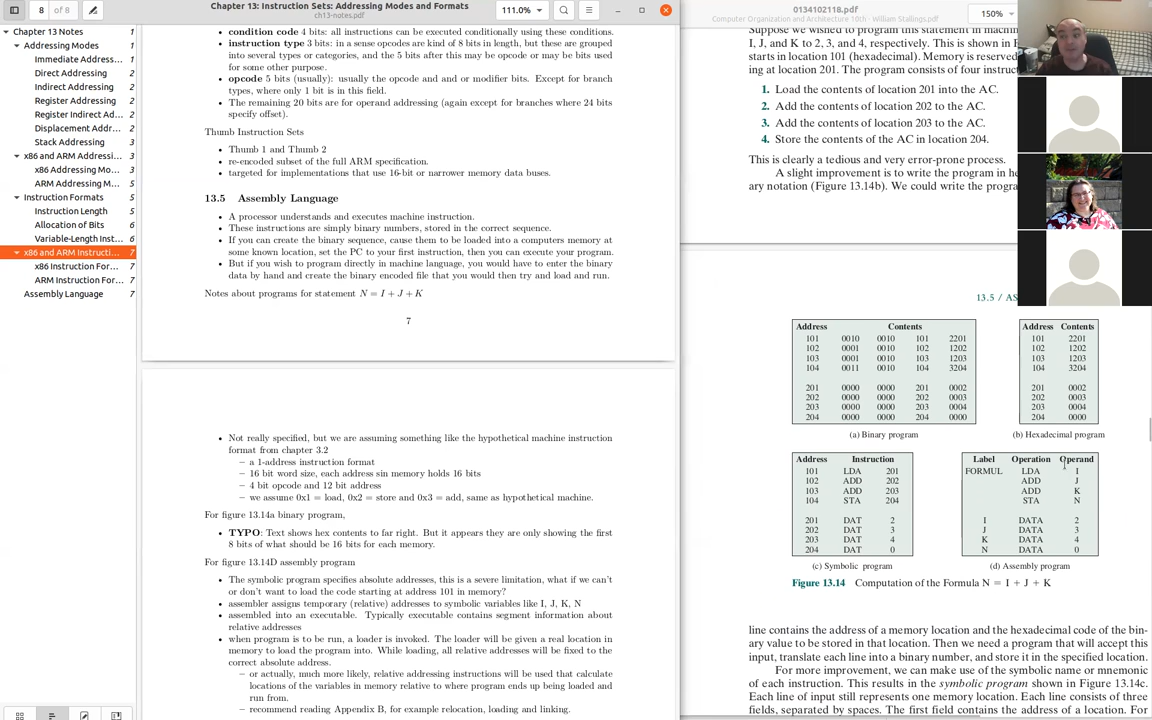 8 of 8
Chapter 13: Instruction Sets: Addressing Modes and Formats
ch13-notes.pdf
111.0%
0134102118.pdf
Computer Organization and Architecture 10th - William Stallings.pdf
150%
Chapter 13 Notes 1
Addressing Modes 1
Immediate Address... 1
Direct Addressing 2
Indirect Addressing 2
Register Addressing 2
Register Indirect Ad... 2
Displacement Addr... 2
Stack Addressing 3
x86 and ARM Addressi... 3
x86 Addressing Mo... 3
ARM Addressing M... 5
Instruction Formats 5
Instruction Length 5
Allocation of Bits 6
Variable-Length Inst... 6
x86 and ARM Instructi... 7
x86 Instruction For... 7
ARM Instruction For... 7
Assembly Language 7
• condition code 4 bits: all instructions can be executed conditionally using these conditions.
• instruction type 3 bits: in a sense opcodes are kind of 8 bits in length, but these are grouped
into several types or categories, and the 5 bits after this may be opcode or may be bits used
for some other purpose.
• opcode 5 bits (usually): usually the opcode and and or modifier bits. Except for branch
types, where only 1 bit is in this field.
• The remaining 20 bits are for operand addressing (again except for branches where 24 bits
specify offset).
Thumb Instruction Sets
• Thumb 1 and Thumb 2
• re-encoded subset of the full ARM specification.
• targeted for implementations that use 16-bit or narrower memory data buses.
13.5 Assembly Language
• A processor understands and executes machine instruction.
• These instructions are simply binary numbers, stored in the correct sequence.
• If you can create the binary sequence, cause them to be loaded into a computers memory at
some known location, set the PC to your first instruction, then you can execute your program.
• But if you wish to program directly in machine language, you would have to enter the binary
data by hand and create the binary encoded file that you would then try and load and run.
Notes about programs for statement N = I + J + K
7
• Not really specified, but we are assuming something like the hypothetical machine instruction
format from chapter 3.2
– a 1-address instruction format
– 16 bit word size, each address sin memory holds 16 bits
– 4 bit opcode and 12 bit address
– we assume 0x1 = load, 0x2 = store and 0x3 = add, same as hypothetical machine.
For figure 13.14a binary program,
• TYPO: Text shows hex contents to far right. But it appears they are only showing the first
8 bits of what should be 16 bits for each memory.
For figure 13.14D assembly program
• The symbolic program specifies absolute addresses, this is a severe limitation, what if we can't
or don't want to load the code starting at address 101 in memory?
• assembler assigns temporary (relative) addresses to symbolic variables like I, J, K, N
• assembled into an executable. Typically executable contains segment information about
relative addresses
• when program is to be run, a loader is invoked. The loader will be given a real location in
memory to load the program into. While loading, all relative addresses will be fixed to the
correct absolute address.
– or actually, much more likely, relative addressing instructions will be used that calculate
locations of the variables in memory relative to where program ends up being loaded and
run from.
– recommend reading Appendix B, for example relocation, loading and linking.
Suppose we wished to program this statement in machin
I, J, and K to 2, 3, and 4, respectively. This is shown in F
starts in location 101 (hexadecimal). Memory is reserved
ing at location 201. The program consists of four instruct
1. Load the contents of location 201 into the AC.
2. Add the contents of location 202 to the AC.
3. Add the contents of location 203 to the AC.
4. Store the contents of the AC in location 204.
This is clearly a tedious and very error-prone process.
A slight improvement is to write the program in he
ary notation (Figure 13.14b). We could write the progra
13.5 / AS
Address Contents
101 0010 0010 101 2201
102 0001 0010 102 1202
103 0001 0010 103 1203
104 0011 0010 104 3204
201 0000 0000 201 0002
202 0000 0000 202 0003
203 0000 0000 203 0004
204 0000 0000 204 0000
(a) Binary program
Address Contents
101 2201
102 1202
103 1203
104 3204
201 0002
202 0003
203 0004
204 0000
(b) Hexadecimal program
Address Instruction
101 LDA 201
102 ADD 202
103 ADD 203
104 STA 204
201 DAT 2
202 DAT 3
203 DAT 4
204 DAT 0
(c) Symbolic program
Label Operation Operand
FORMUL LDA I
ADD J
ADD K
STA N
I DATA 2
J DATA 3
K DATA 4
N DATA 0
(d) Assembly program
Figure 13.14 Computation of the Formula N = I + J + K
line contains the address of a memory location and the hexadecimal code of the bin-
ary value to be stored in that location. Then we need a program that will accept this
input, translate each line into a binary number, and store it in the specified location.
For more improvement, we can make use of the symbolic name or mnemonic
of each instruction. This results in the symbolic program shown in Figure 13.14c.
Each line of input still represents one memory location. Each line consists of three
fields, separated by spaces. The first field contains the address of a location. For